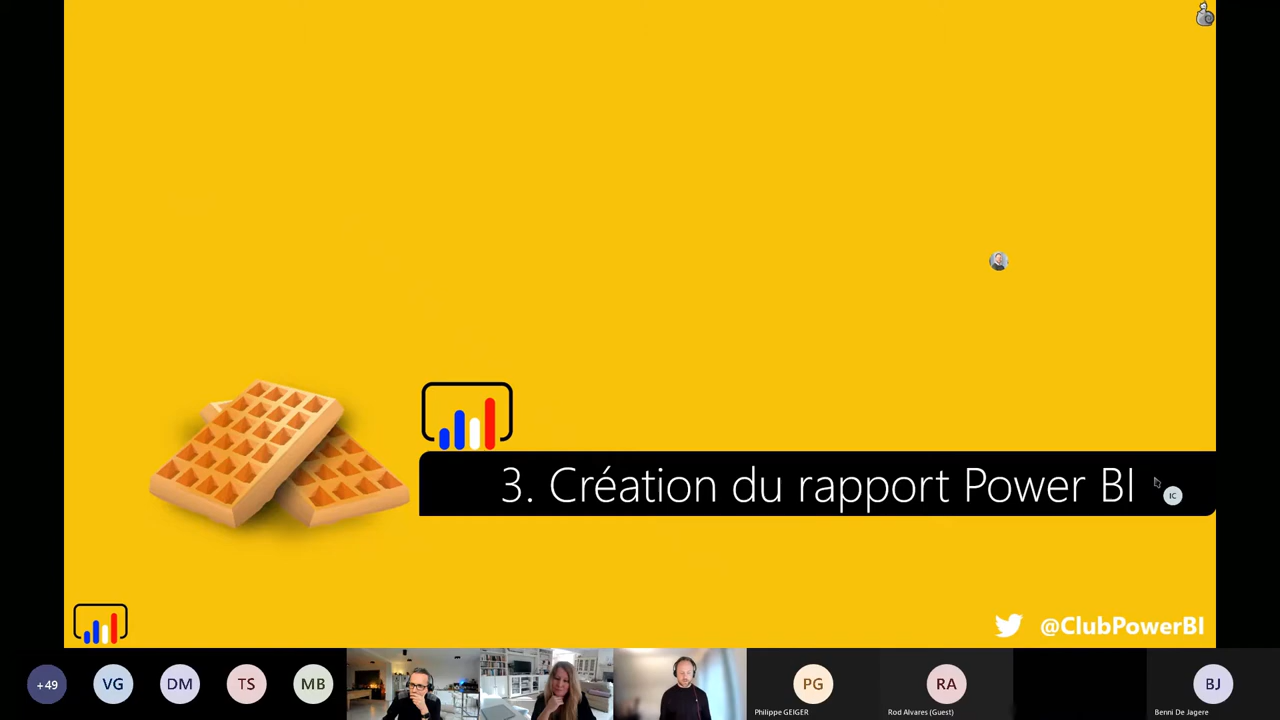 3. Création du rapport Power BI
IC
@ClubPowerBI
+49
VG
DM
TS
MB
PG
Philippe GEIGER
RA
Rod Alvares (Guest)
BJ
Benni De Jagere